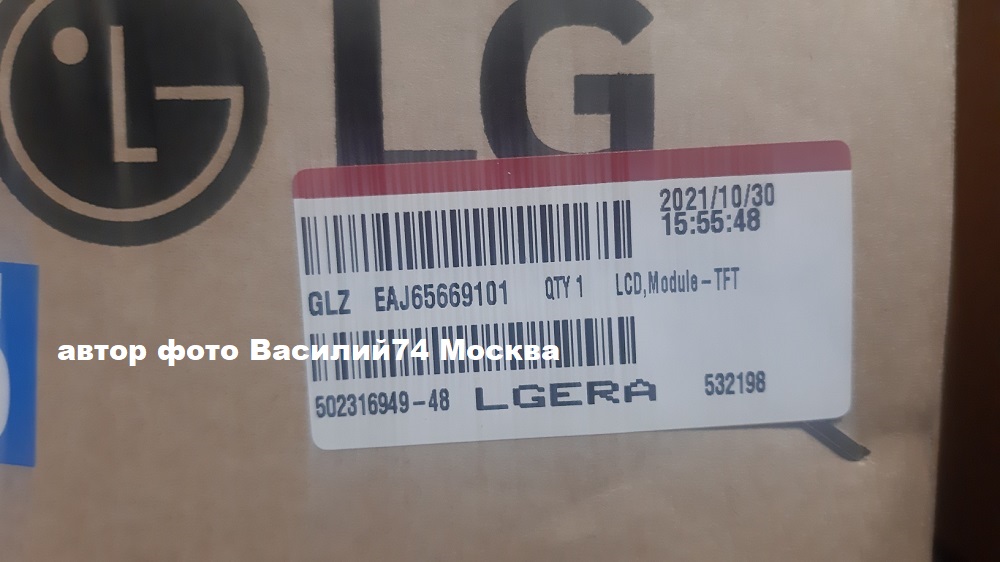 LG
2021/10/30
15:55:48
GLZ EAJ65669101 QTY 1 LCD,Module-TFT
автор фото Василий74 Москва
502316949-48 LGERA 532198